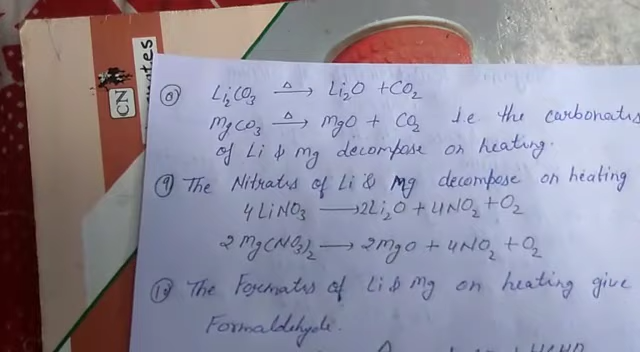 CN
notes
⑧ Li₂CO₃ —Δ→ Li₂O + CO₂
MgCO₃ —Δ→ MgO + CO₂ i.e the carbonates
of Li & Mg decompose on heating.
⑨ The Nitrates of Li & Mg decompose on heating
4LiNO₃ ⟶ 2Li₂O + 4NO₂ + O₂
2Mg(NO₃)₂ ⟶ 2MgO + 4NO₂ + O₂
⑩ The Formates of Li & Mg on heating give
Formaldehyde.